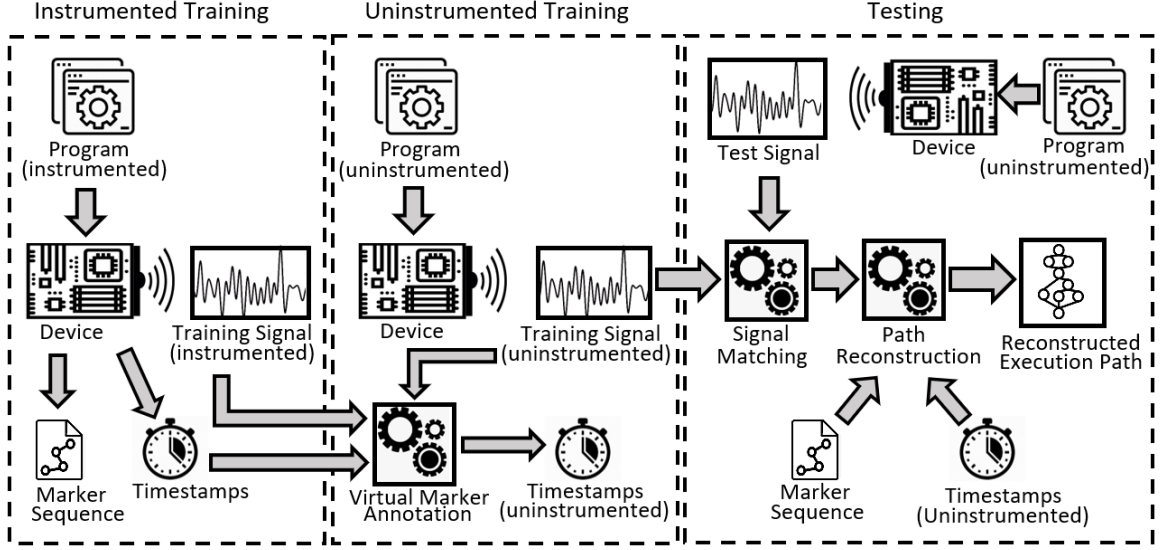 Instrumented Training
Uninstrumented Training
Testing
Program
(instrumented)
Device
Training Signal
(instrumented)
Marker
Sequence
Timestamps
Program
(uninstrumented)
Device
Training Signal
(uninstrumented)
Virtual Marker
Annotation
Timestamps
(uninstrumented)
Test Signal
Device
Program
(uninstrumented)
Signal
Matching
Path
Reconstruction
Reconstructed
Execution Path
Marker
Sequence
Timestamps
(Uninstrumented)